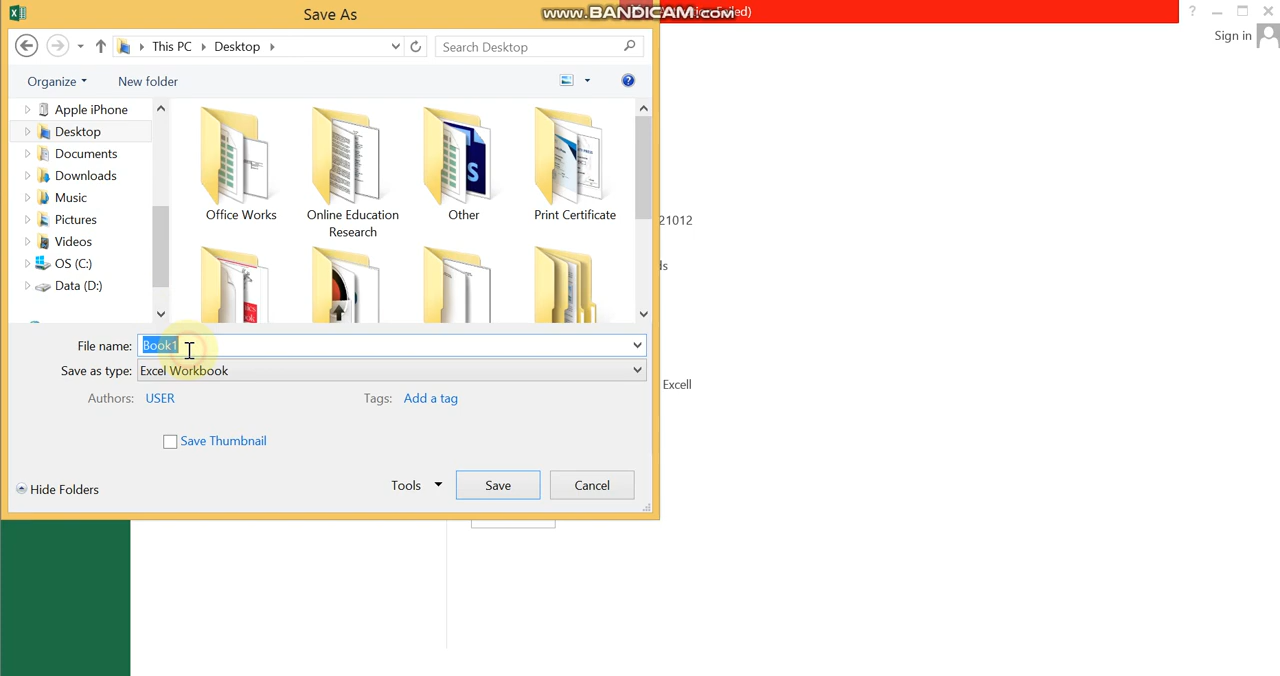 Save As
www.BANDICAM.com
Failed)
Sign in
This PC
Desktop
Search Desktop
Organize
New folder
Apple iPhone
Desktop
Documents
Downloads
Music
Pictures
Videos
OS (C:)
Data (D:)
Office Works
Online Education
Research
Other
Print Certificate
21012
ls
File name:
Book1
Save as type:
Excel Workbook
Excell
Authors:
USER
Tags:
Add a tag
Save Thumbnail
Hide Folders
Tools
Save
Cancel